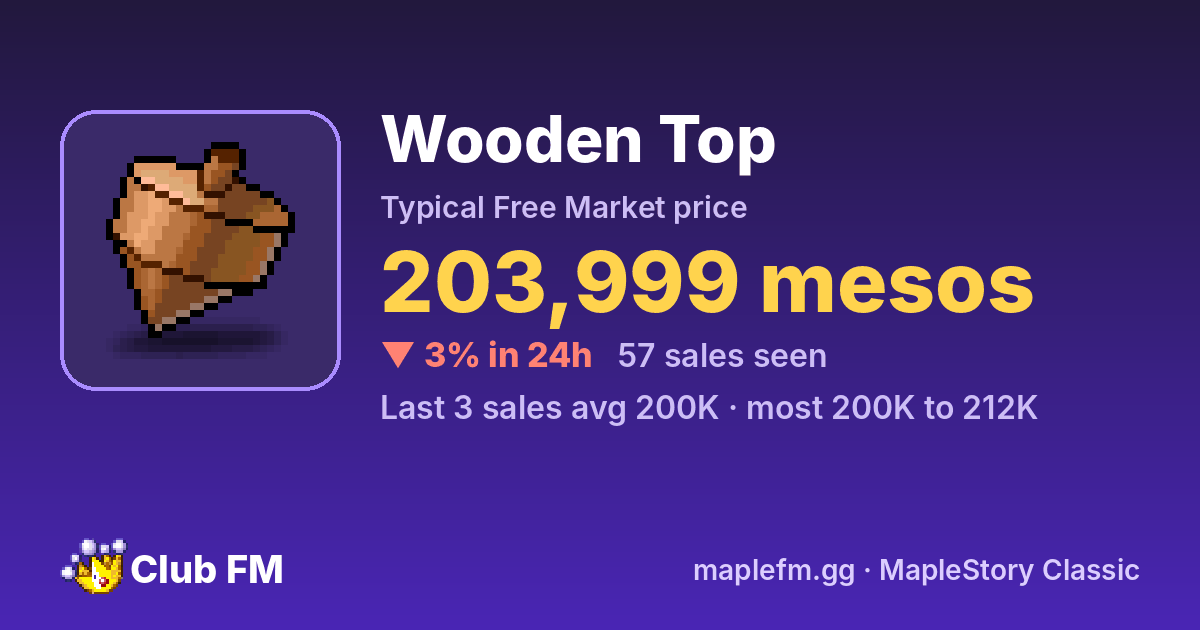 Wooden Top
Typical Free Market price
203,999 mesos
▼ 3% in 24h 57 sales seen
Last 3 sales avg 200K · most 200K to 212K
Club FM
maplefm.gg · MapleStory Classic